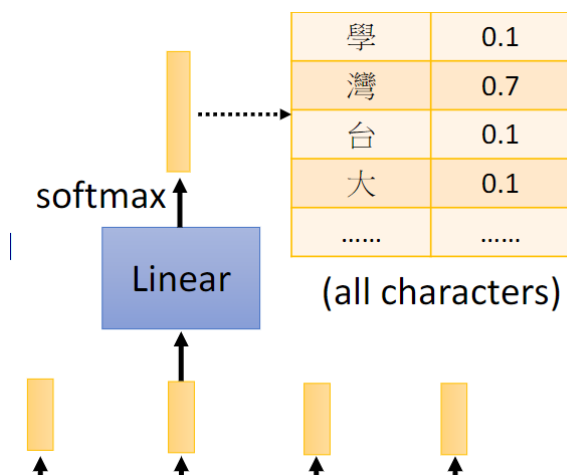 學 0.1
灣 0.7
台 0.1
大 0.1
…… ……
softmax
Linear
(all characters)